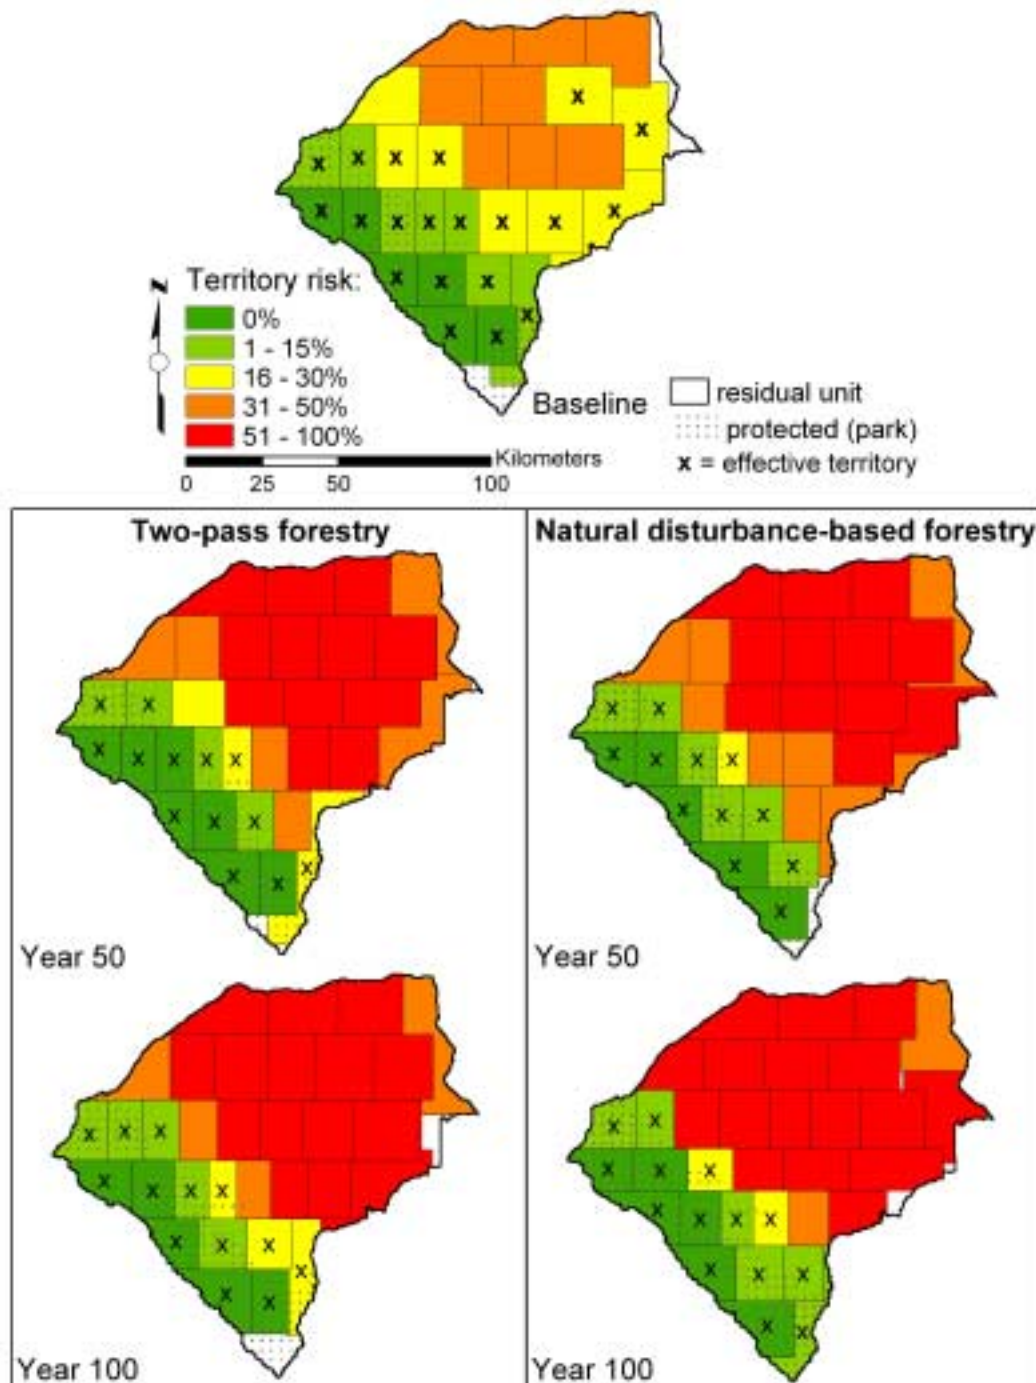 N
Territory risk:
0%
1 - 15%
16 - 30%
31 - 50%
51 - 100%
Kilometers
0 25 50 100
Baseline
residual unit
protected (park)
x = effective territory
x
x
x x x x
x x x x x x x x
x x x x
x x
Two-pass forestry
x x
x x x x x
x x x
x x x
Year 50
Natural disturbance-based forestry
x x
x x x x
x x x
x x
x
Year 50
x x x
x x x x
x x x x
x x
Year 100
x x
x x x
x x x x
x x x
x x
Year 100